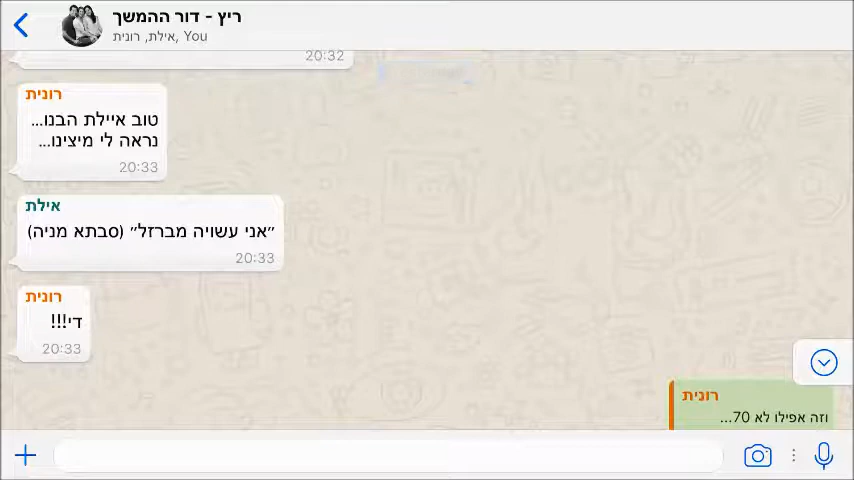 ריץ - דור ההמשך
אילת, רונית, You
20:32
רונית
טוב איילת הבנו...
נראה לי מיצינו...
20:33
אילת
״אני עשויה מברזל״ (סבתא מניה)
20:33
רונית
די!!!
20:33
רונית
וזה אפילו לא 70...